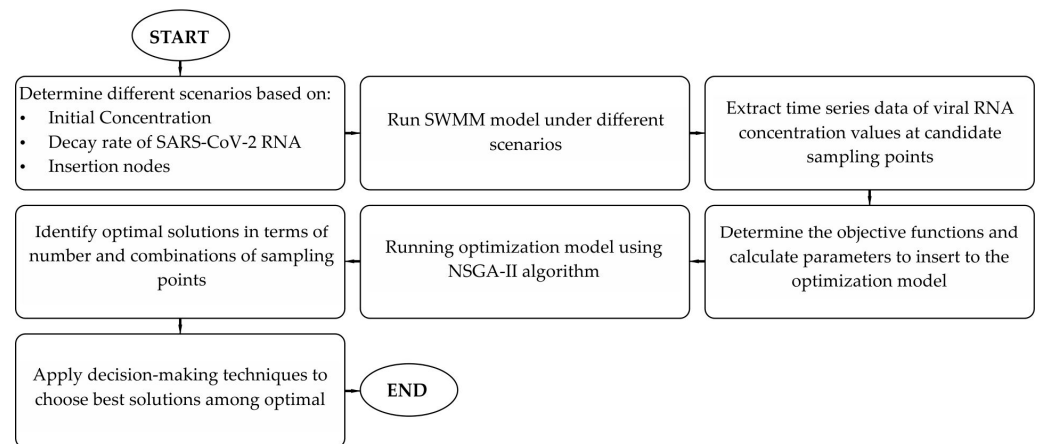 START
Determine different scenarios based on:
• Initial Concentration
• Decay rate of SARS-CoV-2 RNA
• Insertion nodes
Run SWMM model under different
scenarios
Extract time series data of viral RNA
concentration values at candidate
sampling points
Determine the objective functions and
calculate parameters to insert to the
optimization model
Running optimization model using
NSGA-II algorithm
Identify optimal solutions in terms of
number and combinations of sampling
points
Apply decision-making techniques to
choose best solutions among optimal
END